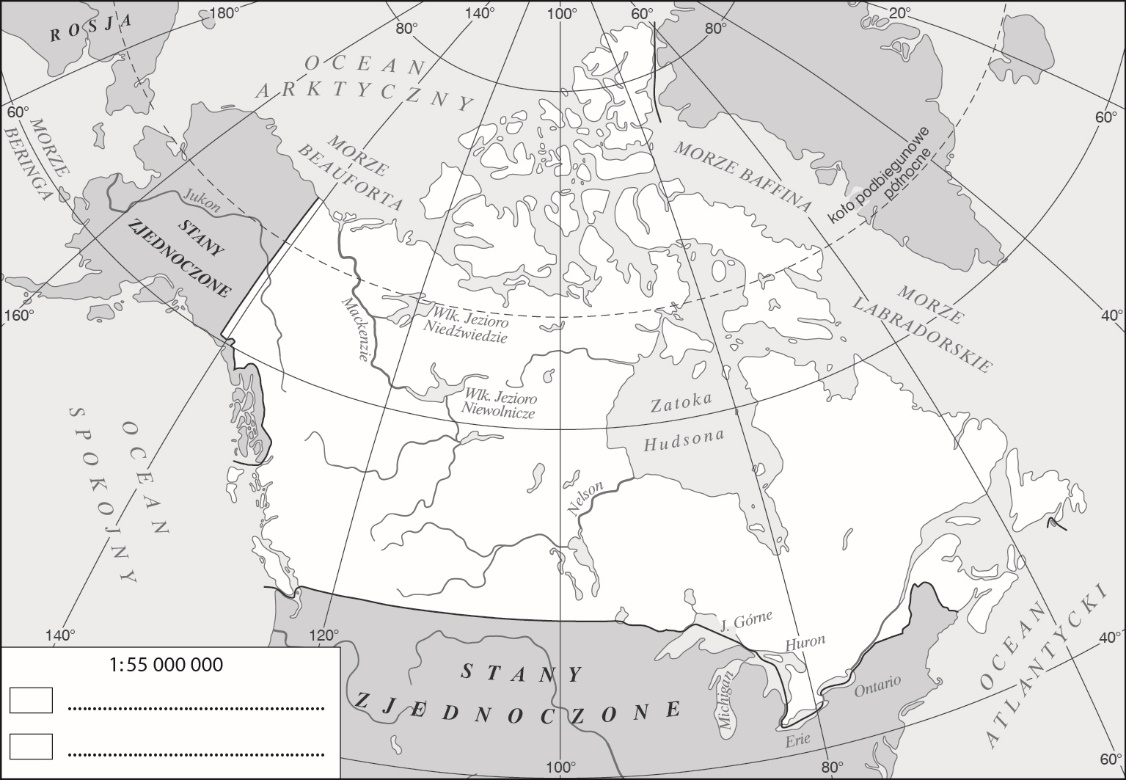 180°
140°
100°
60°
20°
80°
80°
ROSJA
OCEAN
ARKTYCZNY
60°
60°
MORZE
BERINGA
MORZE
BEAUFORTA
MORZE BAFFINA
koło podbiegunowe
północne
Jukon
STANY
ZJEDNOCZONE
160°
40°
MORZE
LABRADORSKIE
Mackenzie
Wlk. Jezioro
Niedźwiedzie
Wlk. Jezioro
Niewolnicze
Zatoka
Hudsona
OCEAN
SPOKOJNY
Nelson
J. Górne
Huron
Michigan
Ontario
Erie
OCEAN
ATLANTYCKI
140°
120°
40°
STANY
ZJEDNOCZONE
100°
80°
60°
1:55 000 000